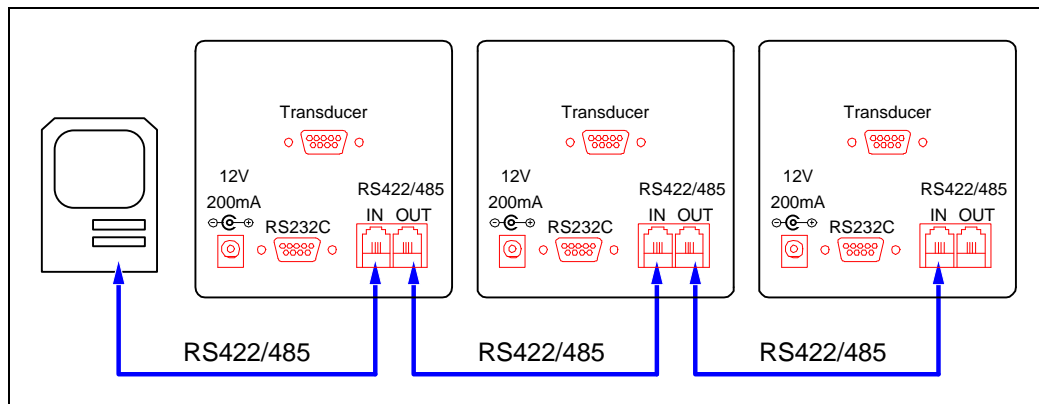 Transducer Transducer Transducer
12V 12V 12V
RS422/485 RS422/485 RS422/485
200mA 200mA 200mA
IN OUT IN OUT IN OUT
RS232C RS232C RS232C
RS422/485 RS422/485 RS422/485